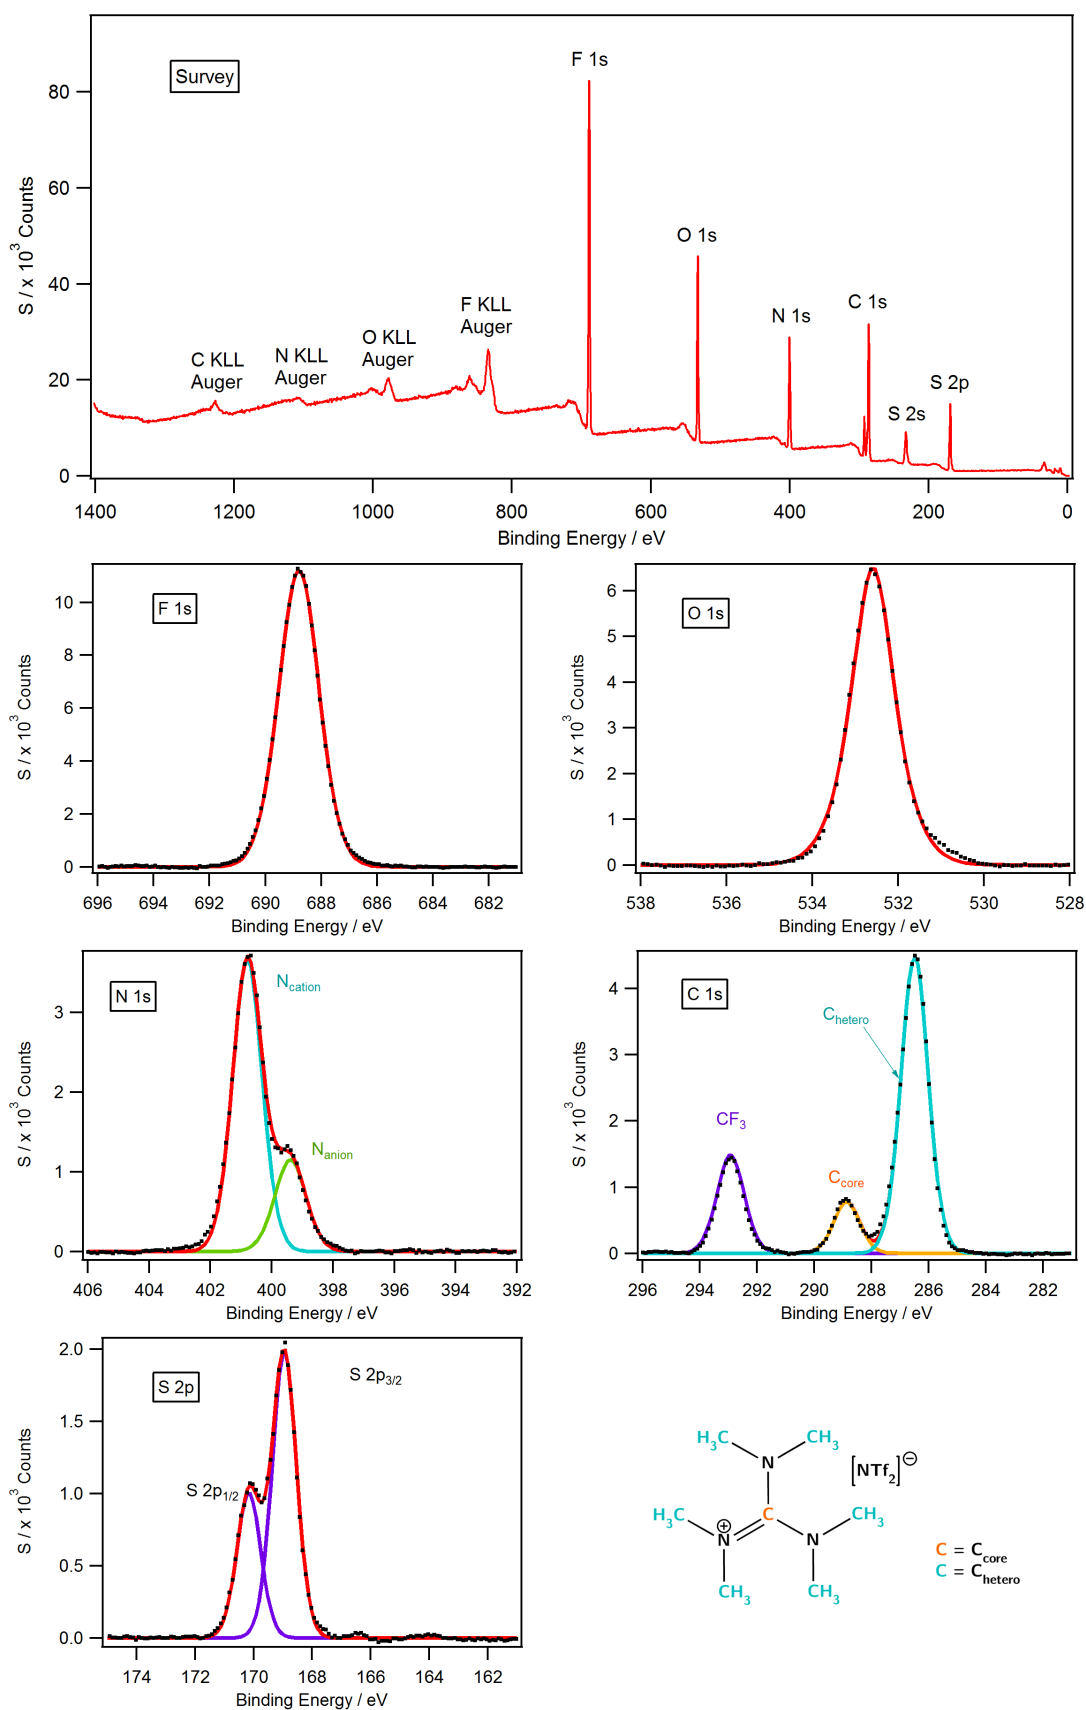 Survey
F 1s
O 1s
N 1s
C 1s
S 2s
S 2p
C KLL
Auger
N KLL
Auger
O KLL
Auger
F KLL
Auger
S / x 10³ Counts
80
60
40
20
0
1400 1200 1000 800 600 400 200 0
Binding Energy / eV
F 1s
S / x 10³ Counts
10
8
6
4
2
0
696 694 692 690 688 686 684 682
Binding Energy / eV
O 1s
S / x 10³ Counts
6
5
4
3
2
1
0
538 536 534 532 530 528
Binding Energy / eV
N 1s
N_cation
N_anion
S / x 10³ Counts
3
2
1
0
406 404 402 400 398 396 394 392
Binding Energy / eV
C 1s
C_hetero
CF₃
C_core
S / x 10³ Counts
4
3
2
1
0
296 294 292 290 288 286 284 282
Binding Energy / eV
S 2p
S 2p₃/₂
S 2p₁/₂
S / x 10³ Counts
2.0
1.5
1.0
0.5
0.0
174 172 170 168 166 164 162
Binding Energy / eV
H₃C CH₃
N [NTf₂]⊖
H₃C C CH₃
N⊕ N
CH₃ CH₃
C = C_core
C = C_hetero